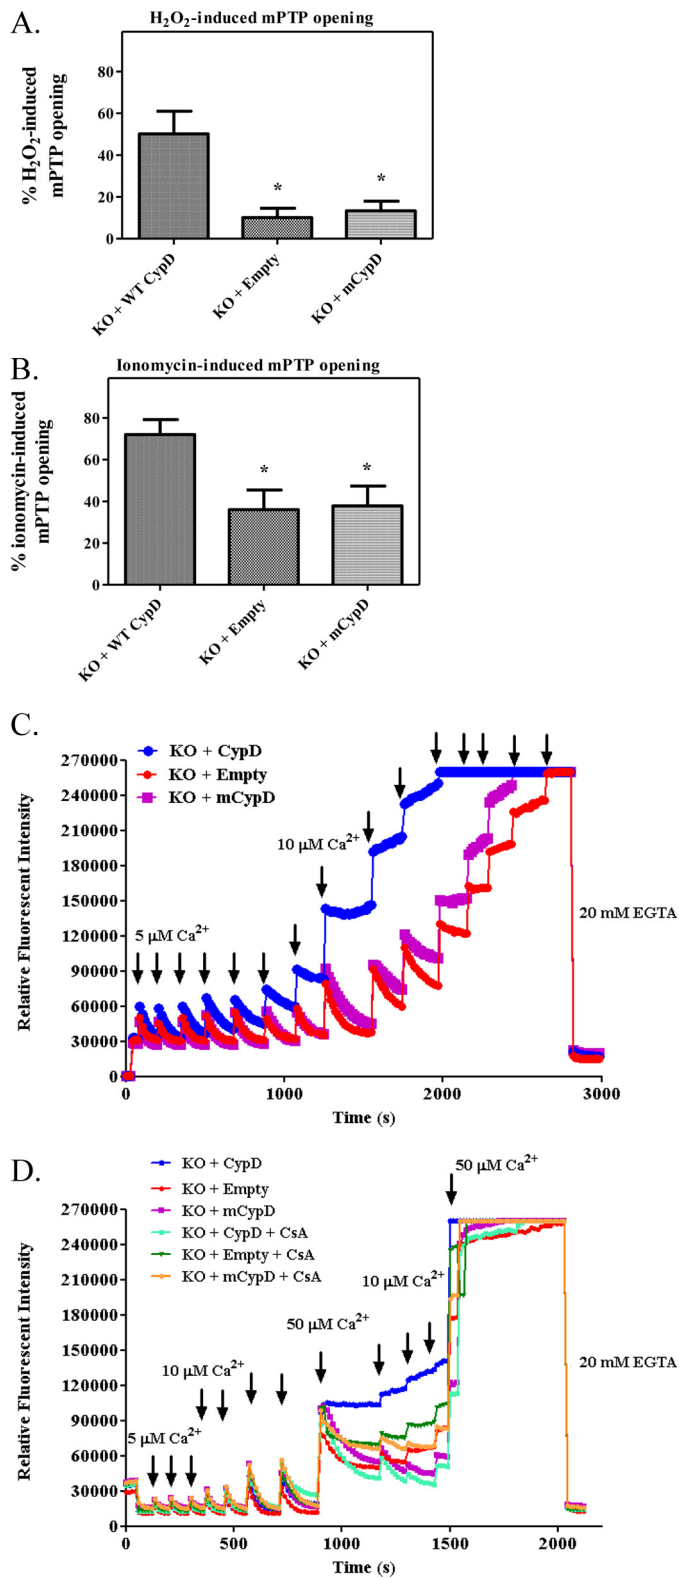 A.
H₂O₂-induced mPTP opening
% H₂O₂-induced
mPTP opening
80
60
40
20
0
KO + WT CypD
KO + Empty
KO + mCypD
*
*
B.
Ionomycin-induced mPTP opening
% ionomycin-induced
mPTP opening
80
60
40
20
0
KO + WT CypD
KO + Empty
KO + mCypD
*
*
C.
KO + CypD
KO + Empty
KO + mCypD
Relative Fluorescent Intensity
270000
240000
210000
180000
150000
120000
90000
60000
30000
0
5 µM Ca²⁺
10 µM Ca²⁺
20 mM EGTA
0
1000
2000
3000
Time (s)
D.
KO + CypD
KO + Empty
KO + mCypD
KO + CypD + CsA
KO + Empty + CsA
KO + mCypD + CsA
Relative Fluorescent Intensity
270000
240000
210000
180000
150000
120000
90000
60000
30000
0
5 µM Ca²⁺
10 µM Ca²⁺
50 µM Ca²⁺
10 µM Ca²⁺
50 µM Ca²⁺
20 mM EGTA
0
500
1000
1500
2000
Time (s)